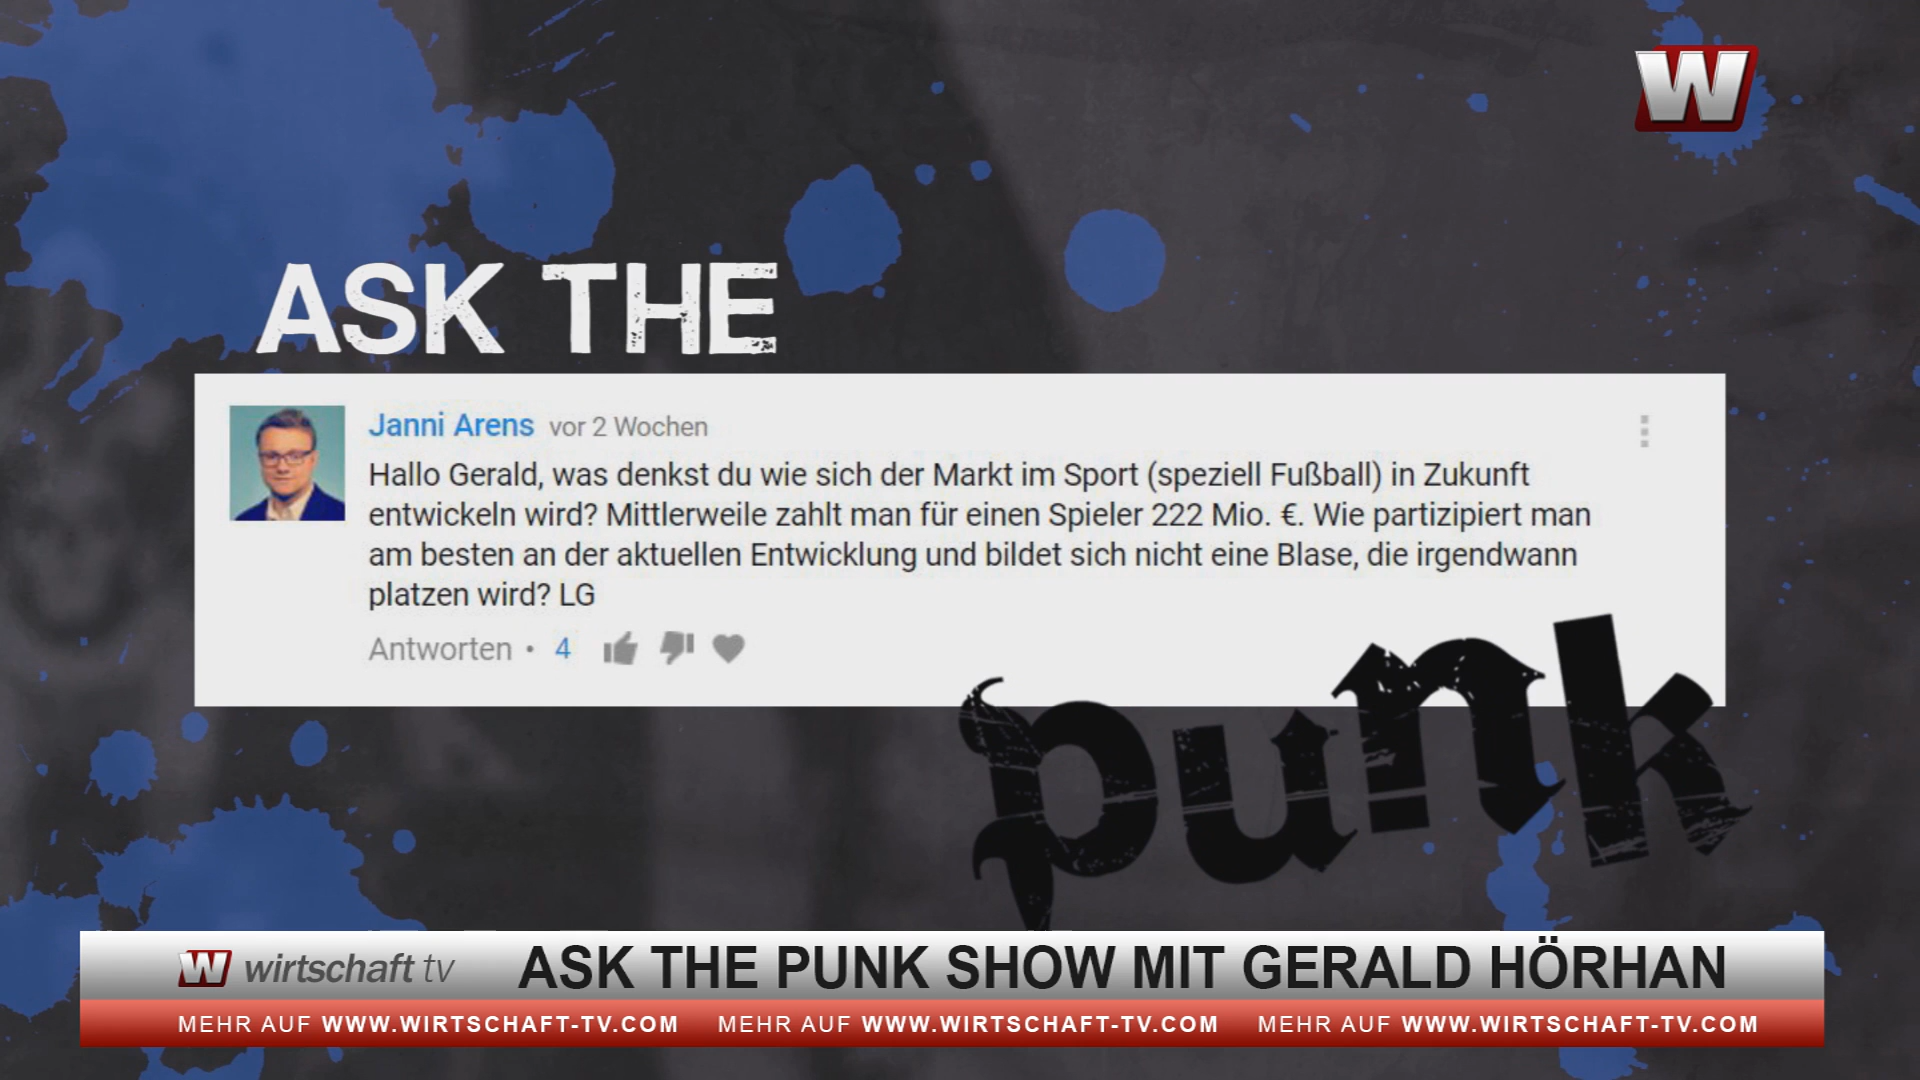 W
ASK THE
Janni Arens vor 2 Wochen
Hallo Gerald, was denkst du wie sich der Markt im Sport (speziell Fußball) in Zukunft
entwickeln wird? Mittlerweile zahlt man für einen Spieler 222 Mio. €. Wie partizipiert man
am besten an der aktuellen Entwicklung und bildet sich nicht eine Blase, die irgendwann
platzen wird? LG
Antworten • 4
punk
W wirtschaft tv ASK THE PUNK SHOW MIT GERALD HÖRHAN
MEHR AUF WWW.WIRTSCHAFT-TV.COM MEHR AUF WWW.WIRTSCHAFT-TV.COM MEHR AUF WWW.WIRTSCHAFT-TV.COM